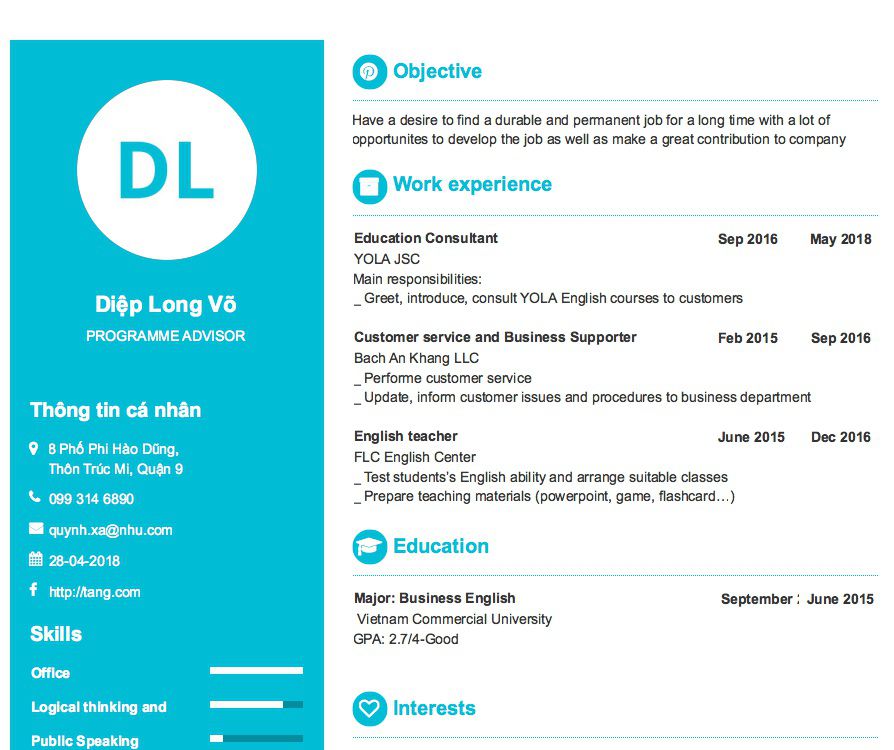 DL
Diệp Long Võ
PROGRAMME ADVISOR
Thông tin cá nhân
8 Phố Phi Hào Dũng,
Thôn Trúc Mi, Quận 9
099 314 6890
quynh.xa@nhu.com
28-04-2018
http://tang.com
Skills
Office
Logical thinking and
Public Speaking
Objective
Have a desire to find a durable and permanent job for a long time with a lot of
opportunites to develop the job as well as make a great contribution to company
Work experience
Education Consultant Sep 2016 May 2018
YOLA JSC
Main responsibilities:
_ Greet, introduce, consult YOLA English courses to customers
Customer service and Business Supporter Feb 2015 Sep 2016
Bach An Khang LLC
_ Performe customer service
_ Update, inform customer issues and procedures to business department
English teacher June 2015 Dec 2016
FLC English Center
_ Test students's English ability and arrange suitable classes
_ Prepare teaching materials (powerpoint, game, flashcard…)
Education
Major: Business English September June 2015
Vietnam Commercial University
GPA: 2.7/4-Good
Interests